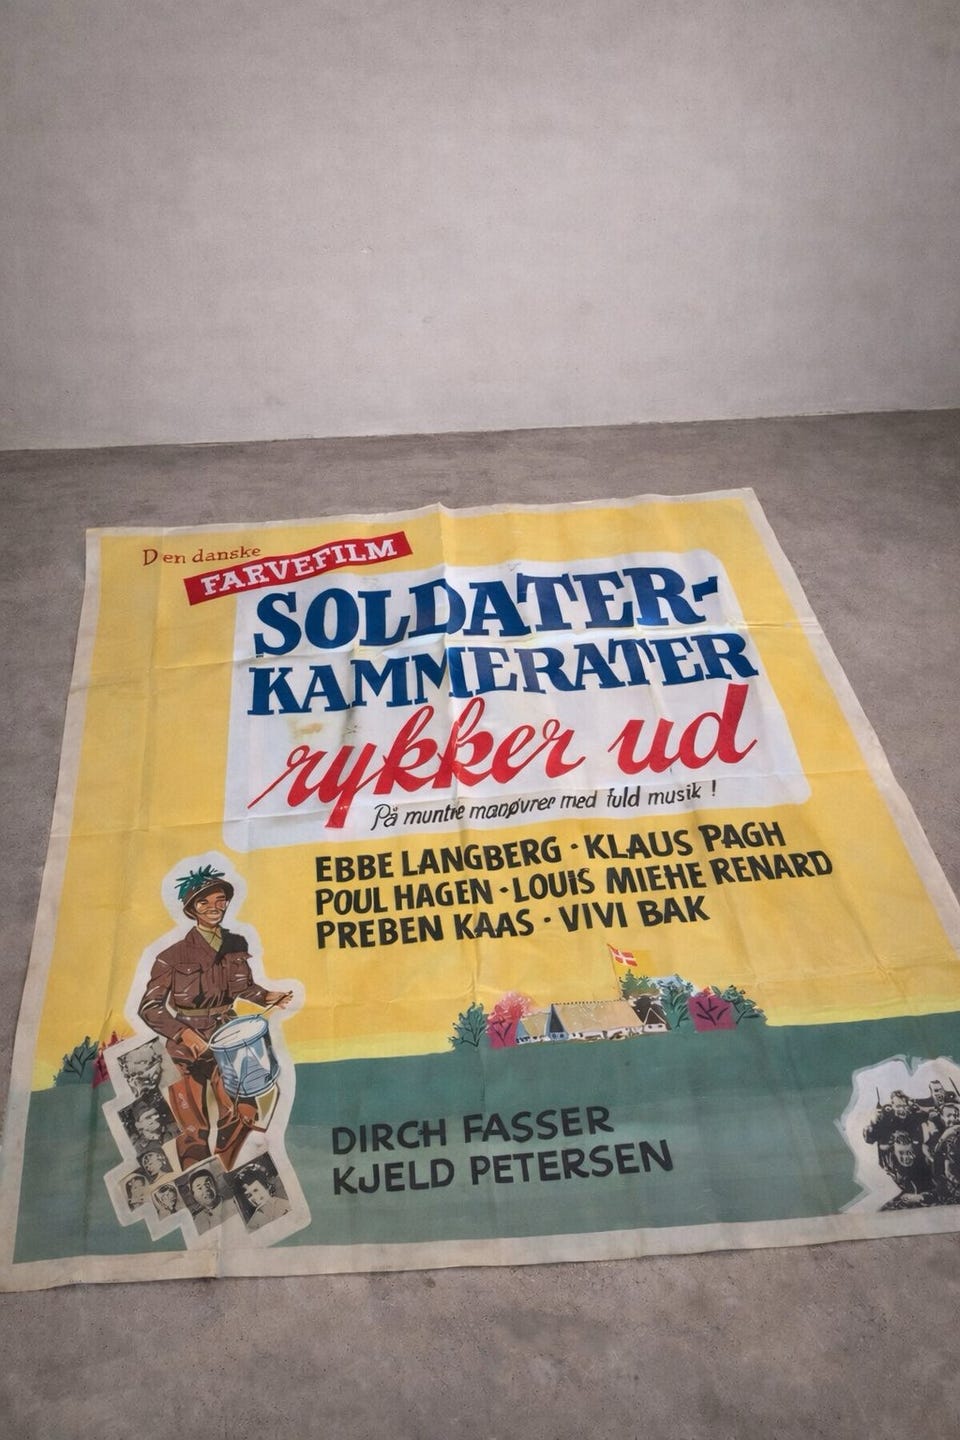 Den danske
FARVEFILM
SOLDATER-
KAMMERATER
rykker ud
På muntre manøvrer med fuld musik !
EBBE LANGBERG · KLAUS PAGH
POUL HAGEN · LOUIS MIEHE RENARD
PREBEN KAAS · VIVI BAK
DIRCH FASSER
KJELD PETERSEN